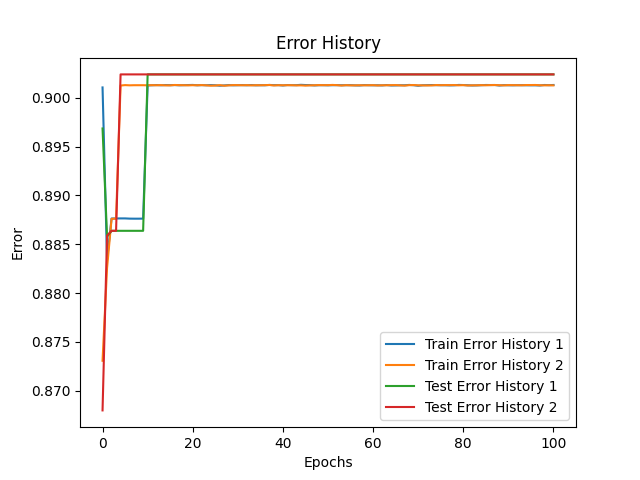 Error History
Error
0.900
0.895
0.890
0.885
0.880
0.875
0.870
Train Error History 1
Train Error History 2
Test Error History 1
Test Error History 2
0 20 40 60 80 100
Epochs